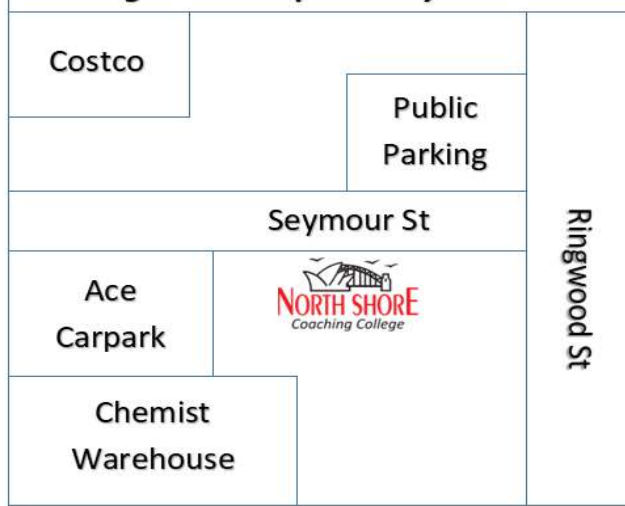 Costco
Public
Parking
Seymour St
Ringwood St
Ace
Carpark
NORTH SHORE
Coaching College
Chemist
Warehouse